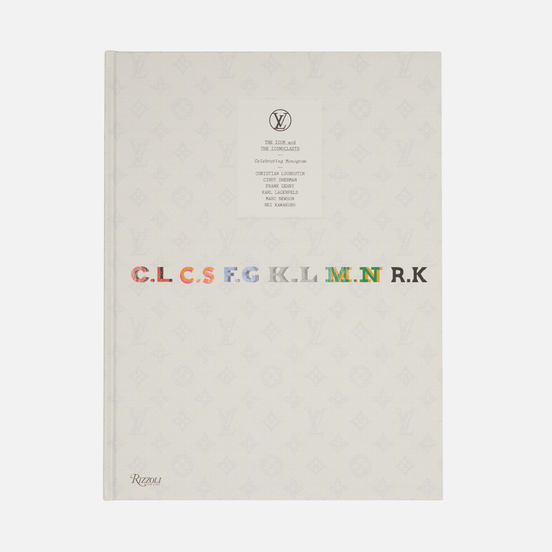 LV
THE ICON and
THE ICONOCLASTS
Celebrating Monogram
CHRISTIAN LOUBOUTIN
CINDY SHERMAN
FRANK GEHRY
KARL LAGERFELD
MARC NEWSON
REI KAWAKUBO
C.L C.S F.G K.L M.N R.K
RIZZOLI